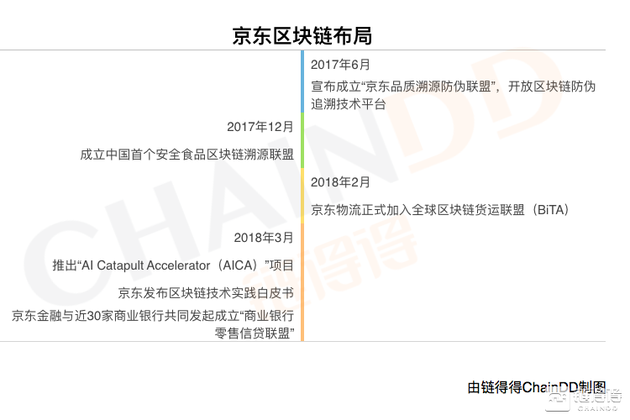 京东区块链布局
2017年6月
宣布成立“京东品质溯源防伪联盟”，开放区块链防伪
追溯技术平台
2017年12月
成立中国首个安全食品区块链溯源联盟
2018年2月
京东物流正式加入全球区块链货运联盟（BiTA）
2018年3月
推出“AI Catapult Accelerator（AICA）”项目
京东发布区块链技术实践白皮书
京东金融与近30家商业银行共同发起成立“商业银行
零售信贷联盟”
CHAINDD
链得得
由链得得ChainDD制图
链得得
CHAINDD